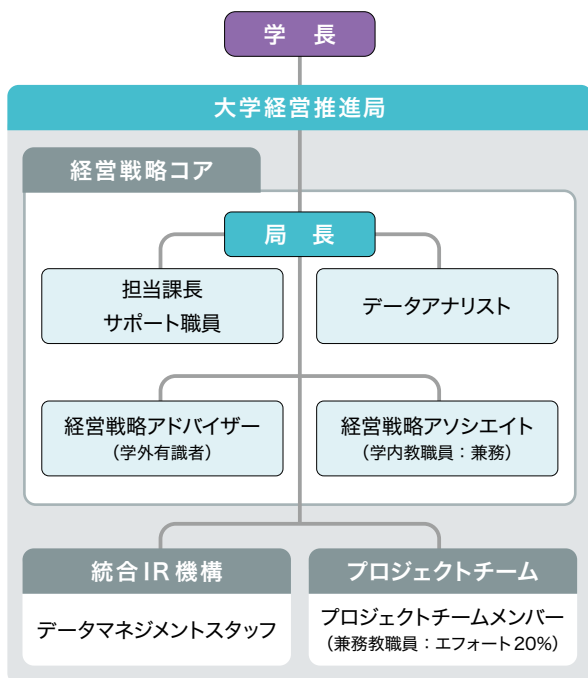 学 長
大学経営推進局
経営戦略コア
局 長
担当課長
サポート職員
データアナリスト
経営戦略アドバイザー
（学外有識者）
経営戦略アソシエイト
（学内教職員：兼務）
統合IR機構
データマネジメントスタッフ
プロジェクトチーム
プロジェクトチームメンバー
（兼務教職員：エフォート20%）